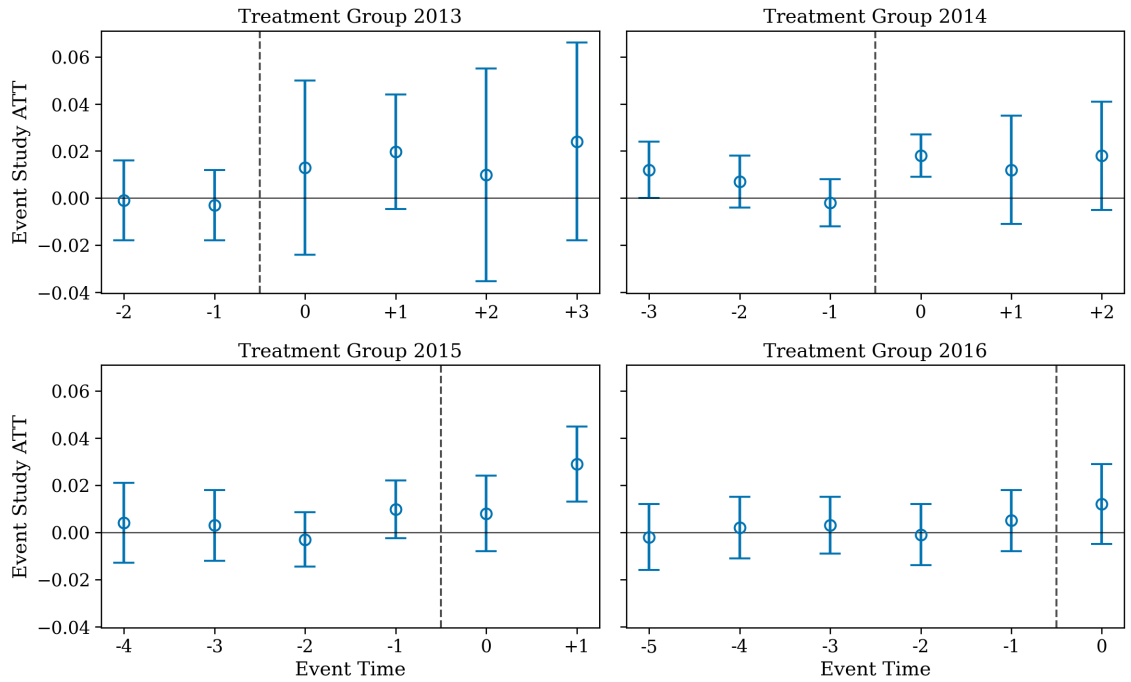 Treatment Group 2013
Treatment Group 2014
Event Study ATT
0.06
0.04
0.02
0.00
−0.02
−0.04
-2 -1 0 +1 +2 +3
-3 -2 -1 0 +1 +2
Treatment Group 2015
Treatment Group 2016
Event Study ATT
0.06
0.04
0.02
0.00
−0.02
−0.04
-4 -3 -2 -1 0 +1
-5 -4 -3 -2 -1 0
Event Time
Event Time